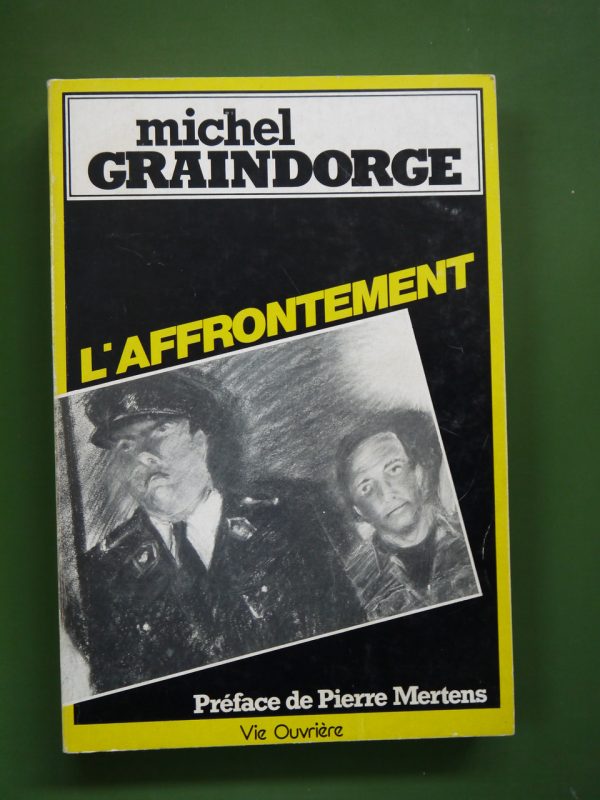 michel
GRAINDORGE
L'AFFRONTEMENT
Préface de Pierre Mertens
Vie Ouvrière